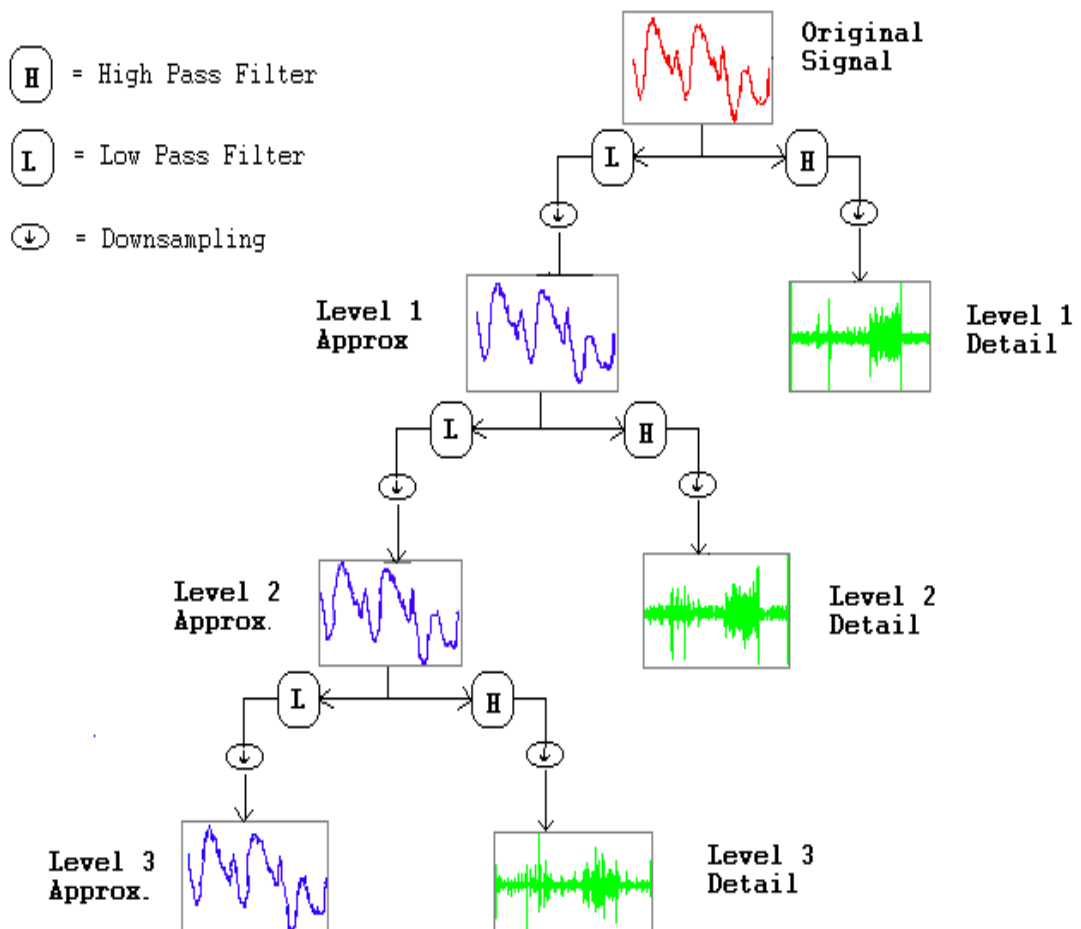 Original
Signal
H = High Pass Filter
L = Low Pass Filter
= Downsampling
L
H
Level 1
Approx
Level 1
Detail
L
H
Level 2
Approx.
Level 2
Detail
L
H
Level 3
Approx.
Level 3
Detail